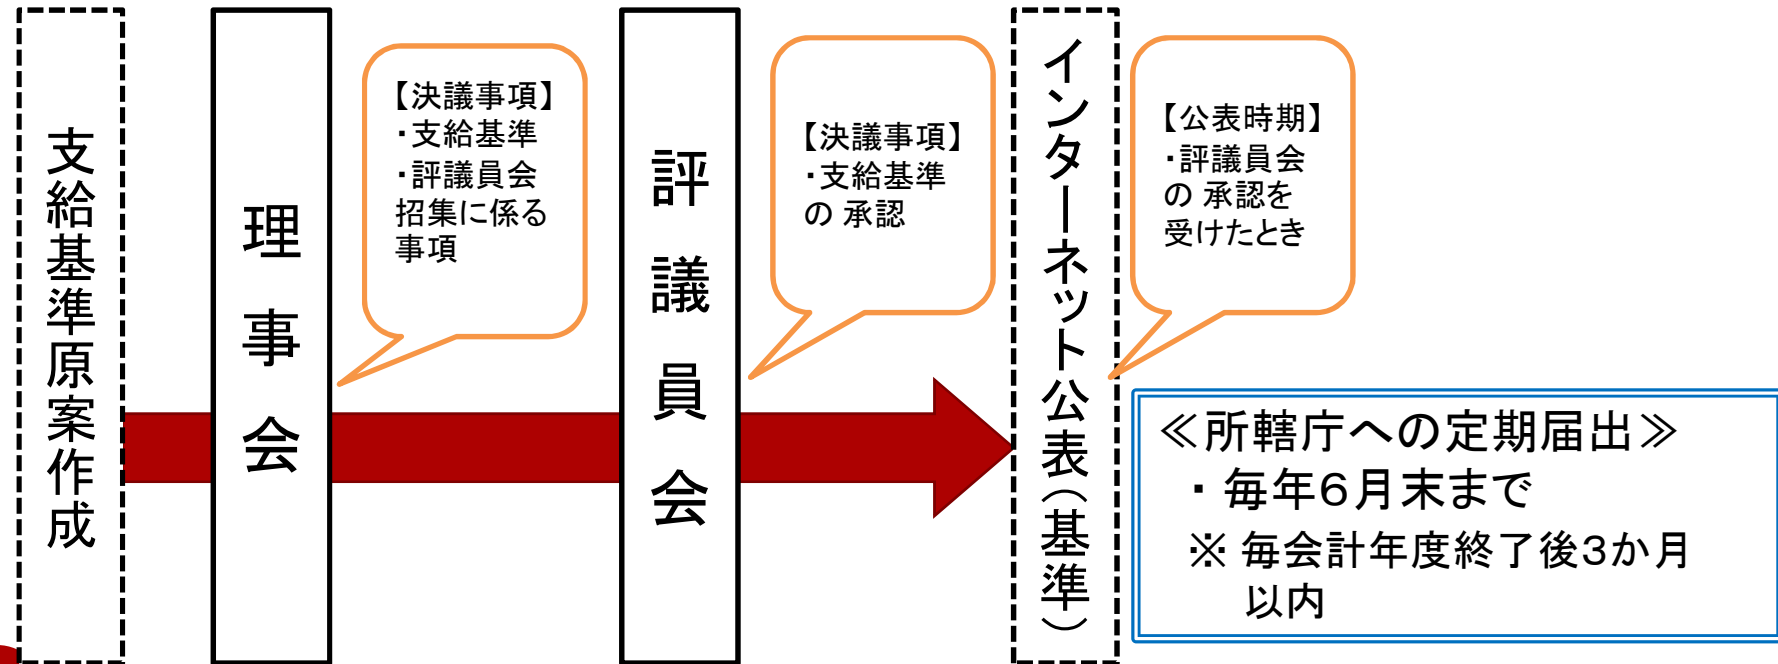 支給基準原案作成
理事会
【決議事項】
・支給基準
・評議員会
招集に係る
事項
評議員会
【決議事項】
・支給基準
の 承認
インターネット公表（基準）
【公表時期】
・評議員会
の 承認を
受けたとき
≪所轄庁への定期届出≫
・毎年６月末まで
※ 毎会計年度終了後３か月
以内